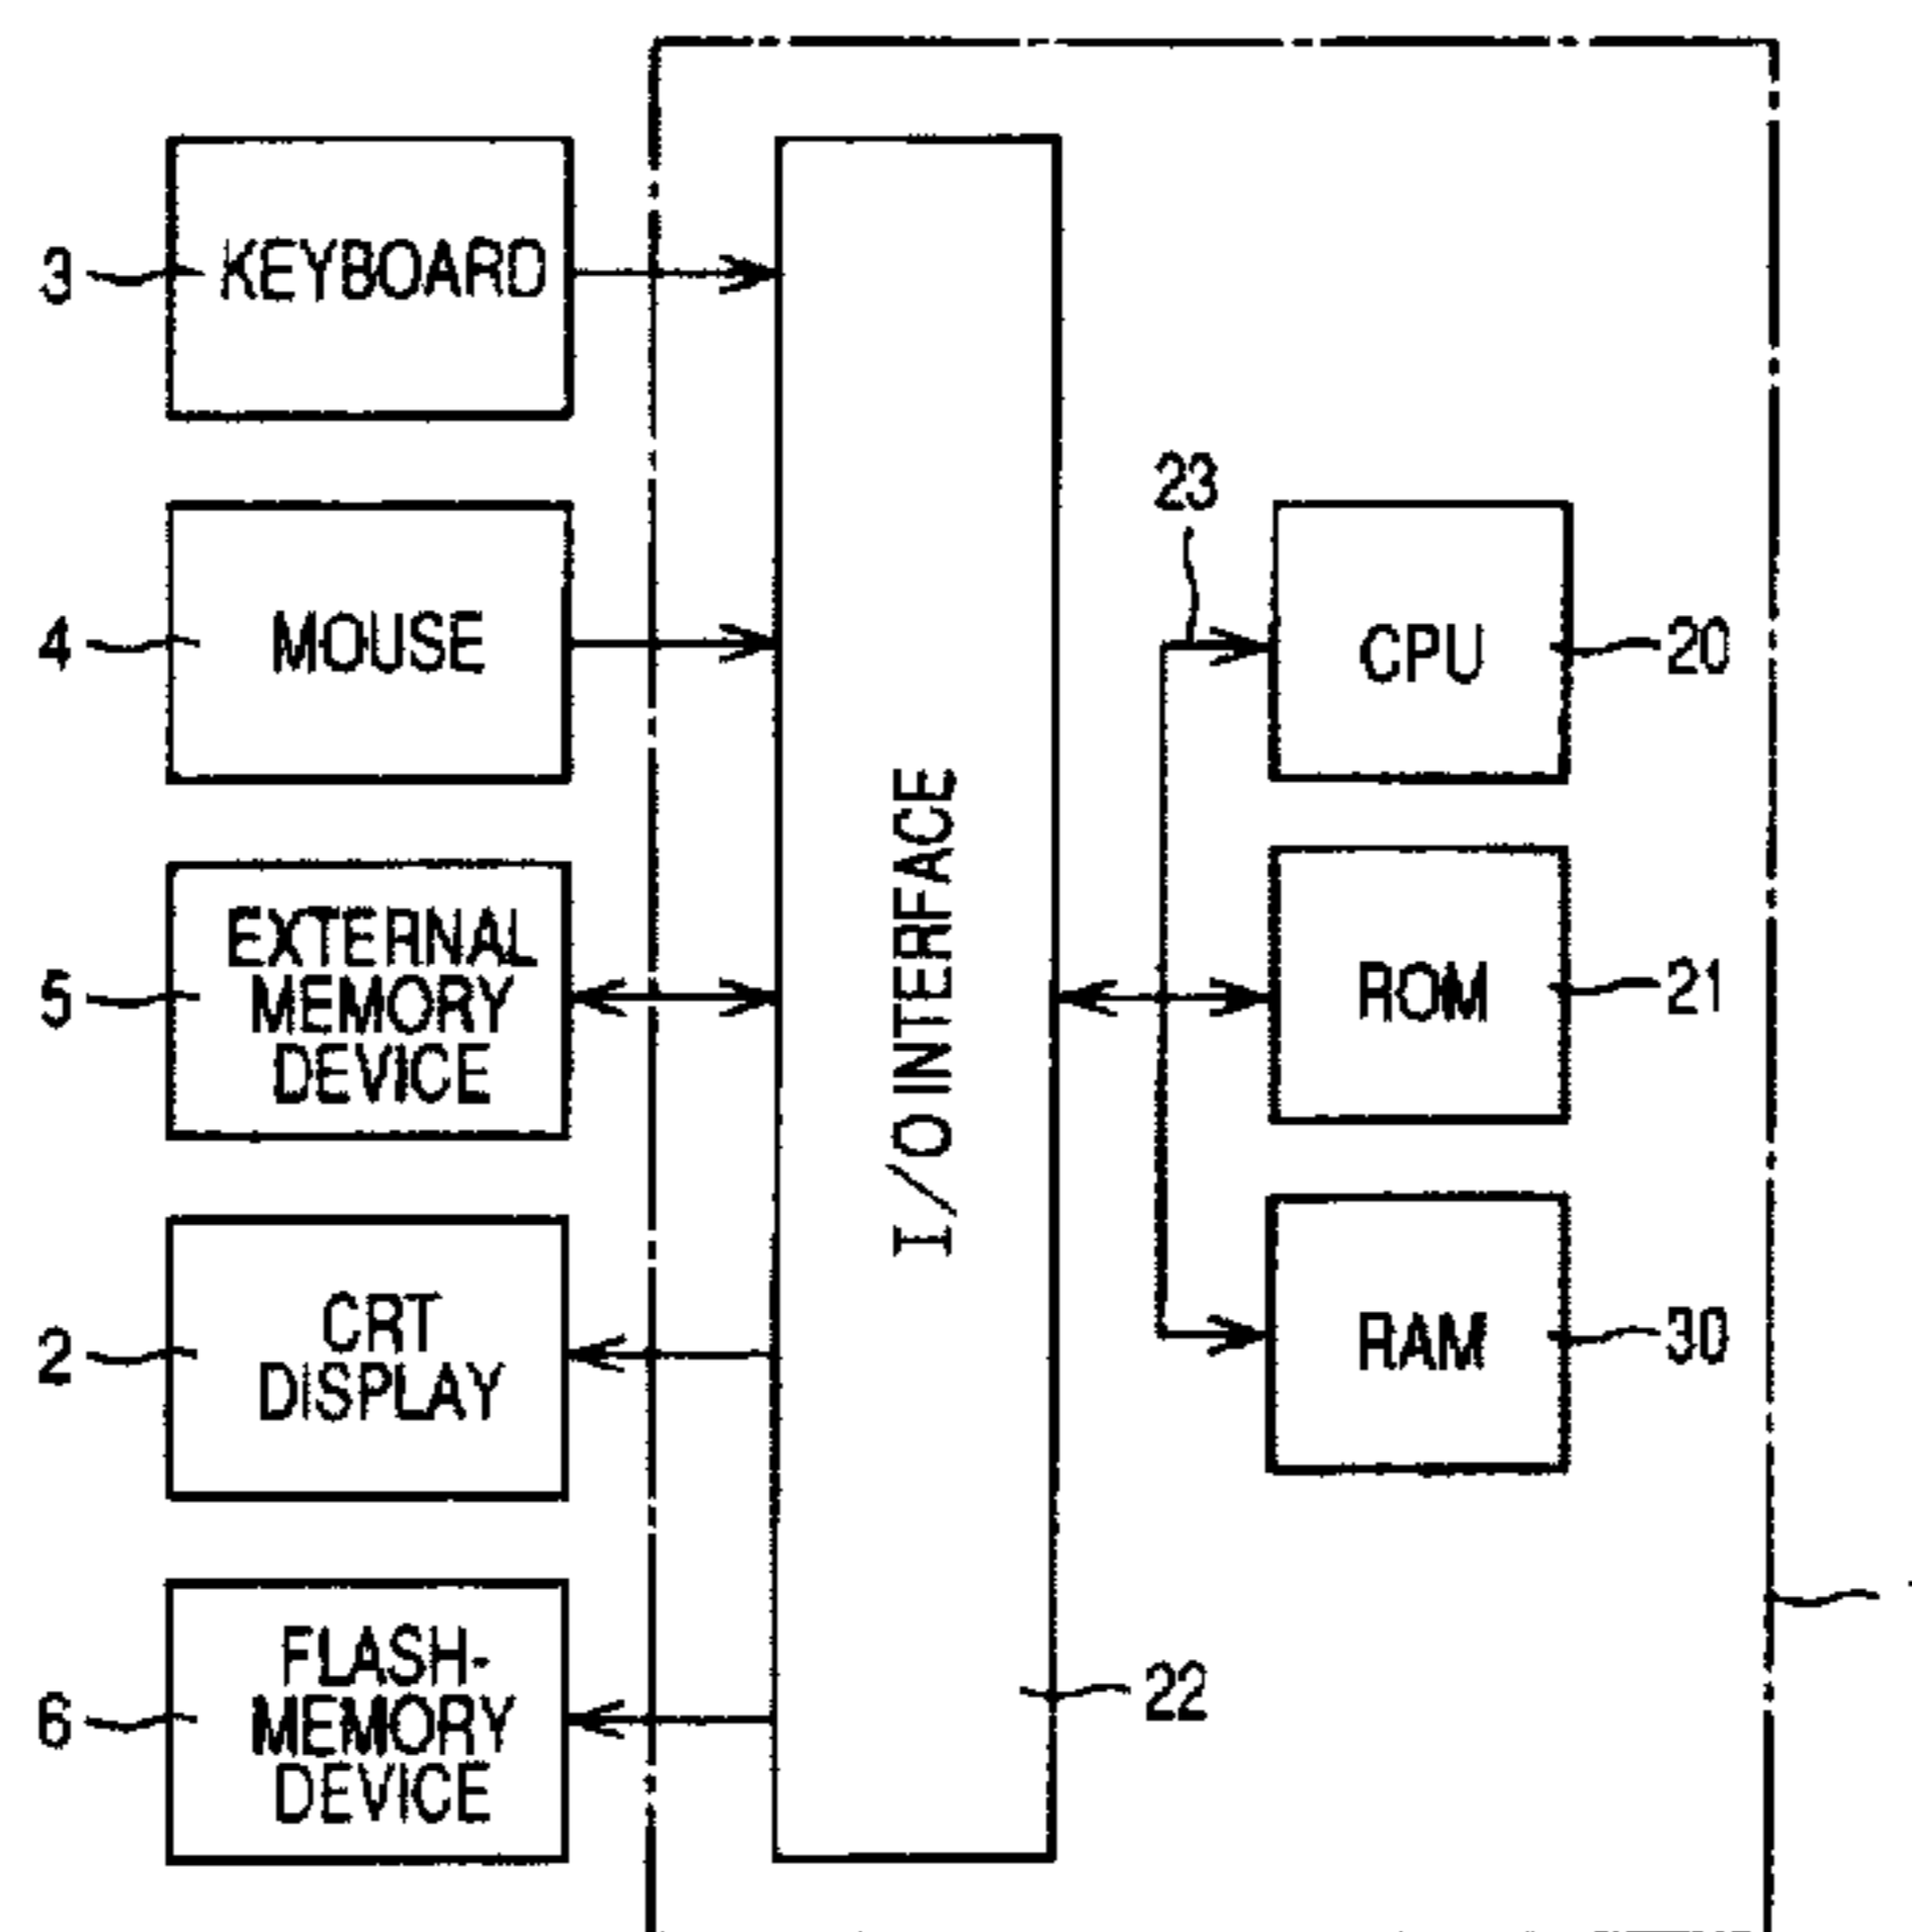 3
KEYBOARD
4
MOUSE
5
EXTERNAL
MEMORY
DEVICE
2
CRT
DISPLAY
6
FLASH-
MEMORY
DEVICE
I/O INTERFACE
22
23
CPU
20
ROM
21
RAM
30